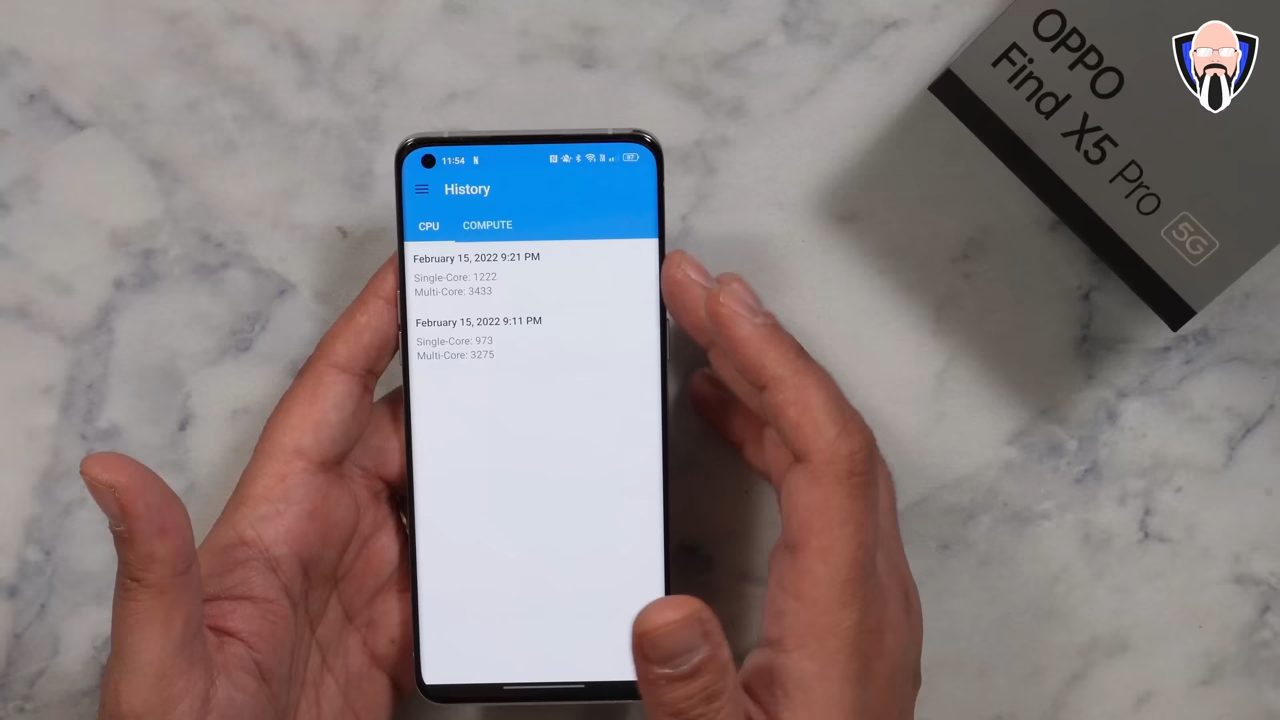 OPPO
Find X5 Pro 5G
11:54
87
History
CPU COMPUTE
February 15, 2022 9:21 PM
Single-Core: 1222
Multi-Core: 3433
February 15, 2022 9:11 PM
Single-Core: 973
Multi-Core: 3275